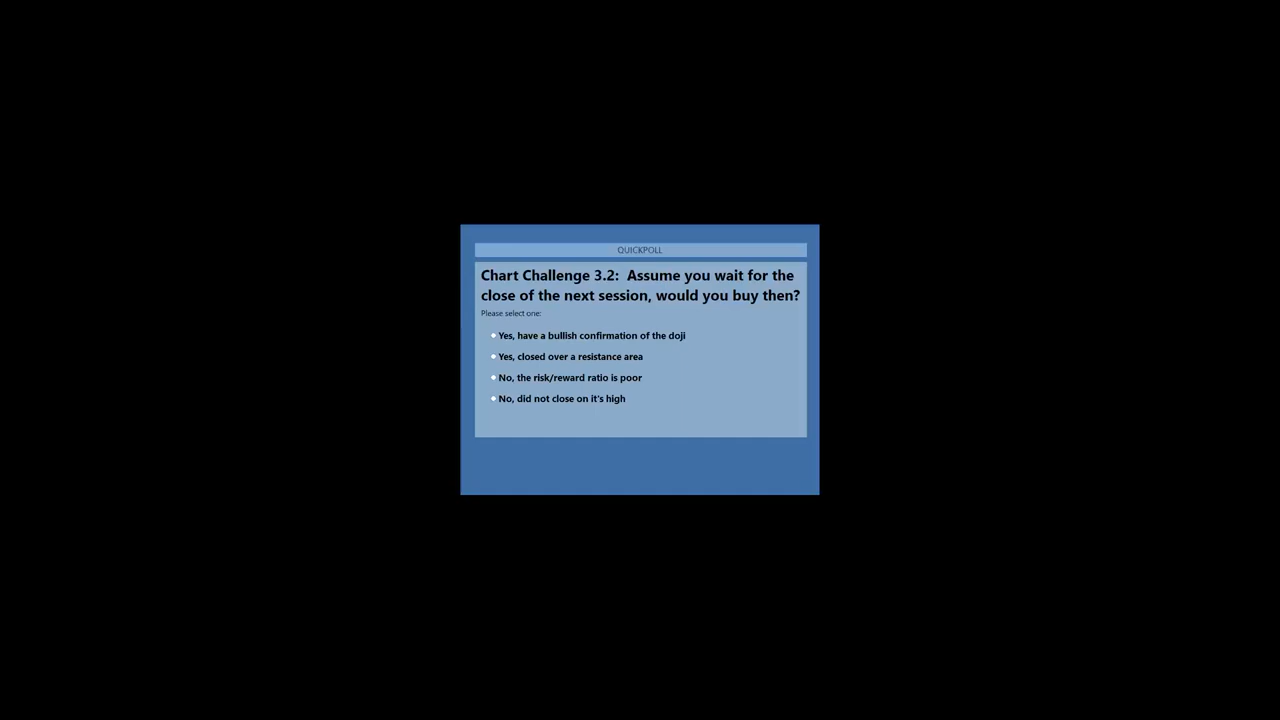 QUICKPOLL
Chart Challenge 3.2:  Assume you wait for the
close of the next session, would you buy then?
Please select one:
Yes, have a bullish confirmation of the doji
Yes, closed over a resistance area
No, the risk/reward ratio is poor
No, did not close on it's high